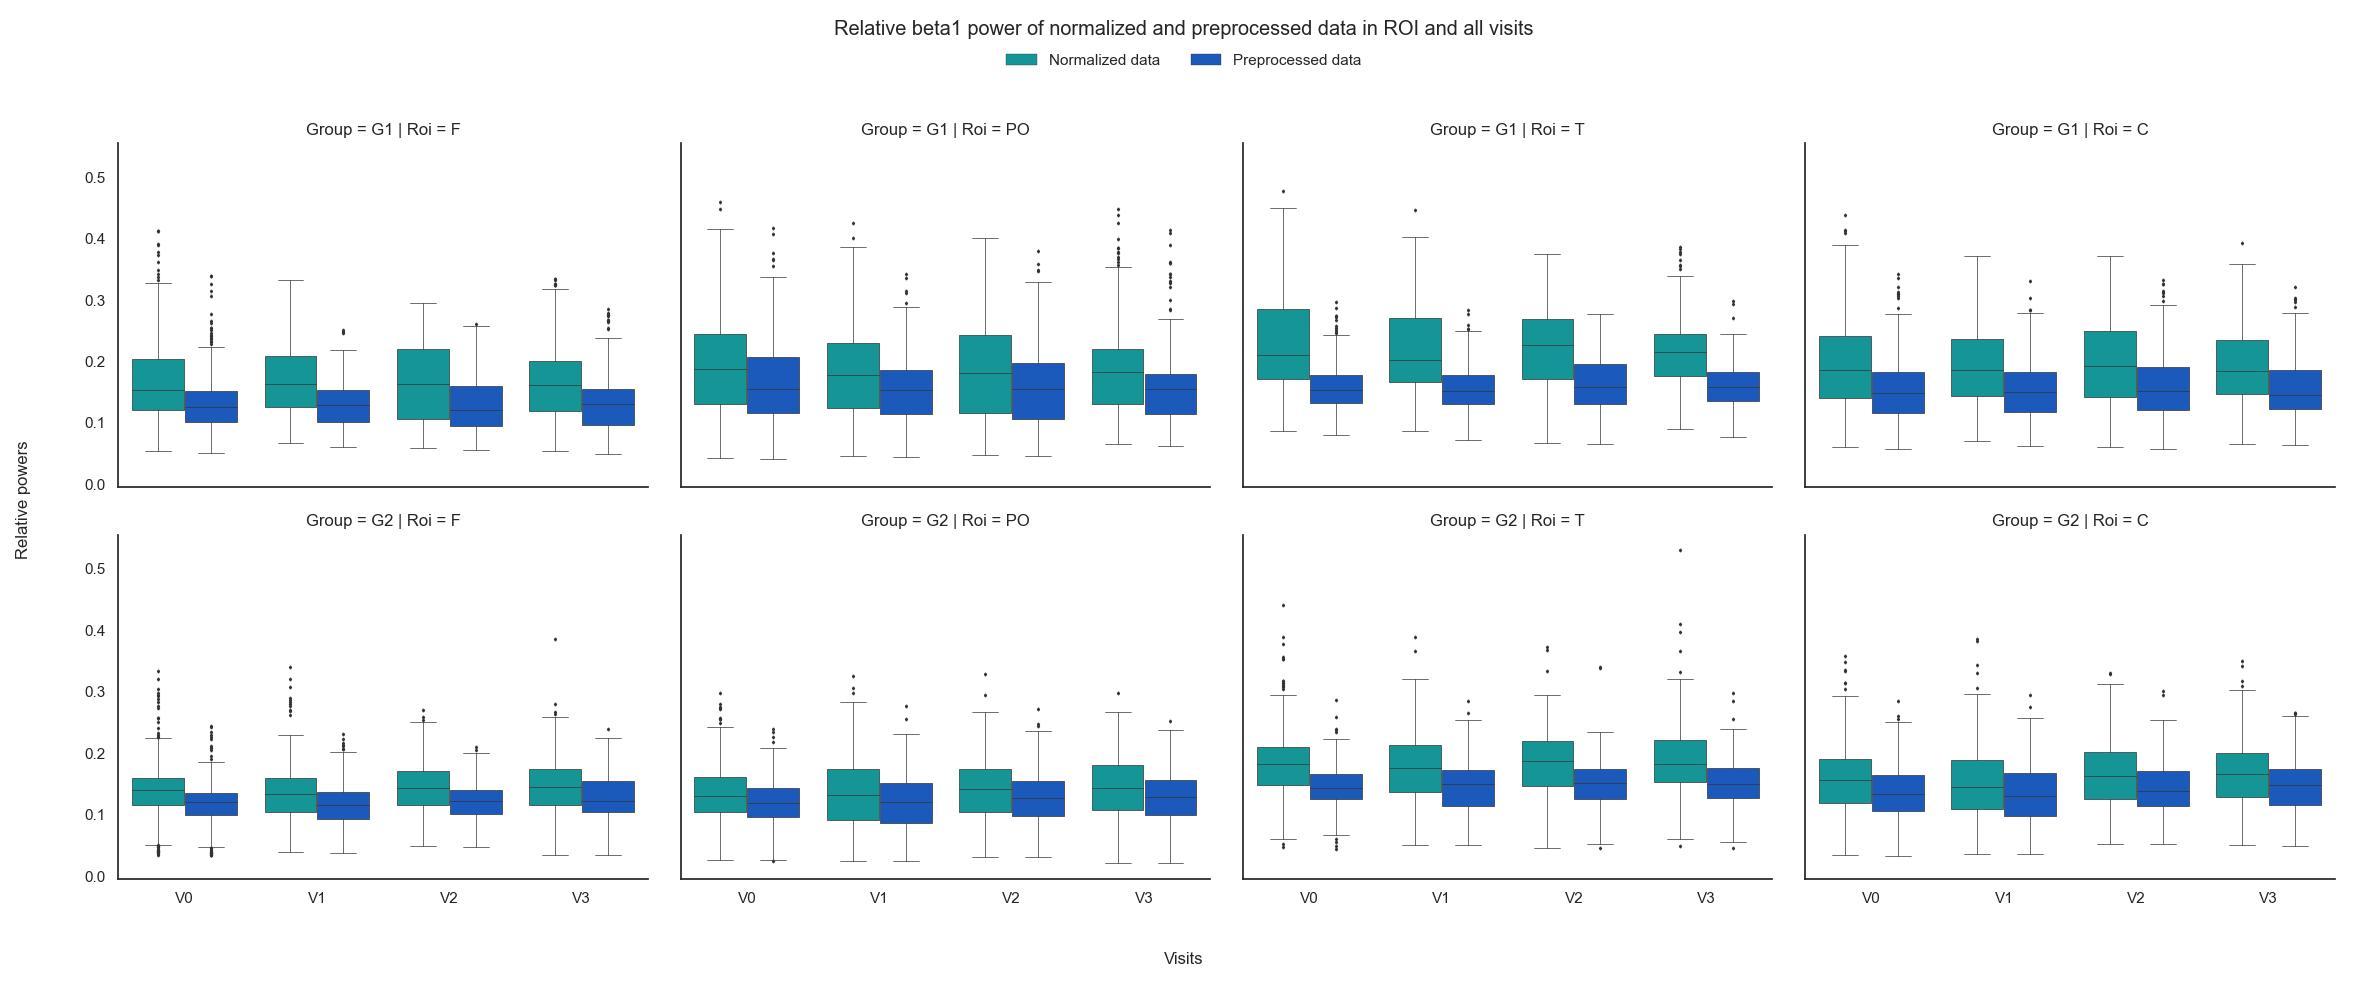 Relative beta1 power of normalized and preprocessed data in ROI and all visits
Normalized data Preprocessed data
Group = G1 | Roi = F
Group = G1 | Roi = PO
Group = G1 | Roi = T
Group = G1 | Roi = C
0.5
0.4
0.3
0.2
0.1
0.0
Relative powers
Group = G2 | Roi = F
Group = G2 | Roi = PO
Group = G2 | Roi = T
Group = G2 | Roi = C
0.5
0.4
0.3
0.2
0.1
0.0
V0 V1 V2 V3
V0 V1 V2 V3
V0 V1 V2 V3
V0 V1 V2 V3
Visits